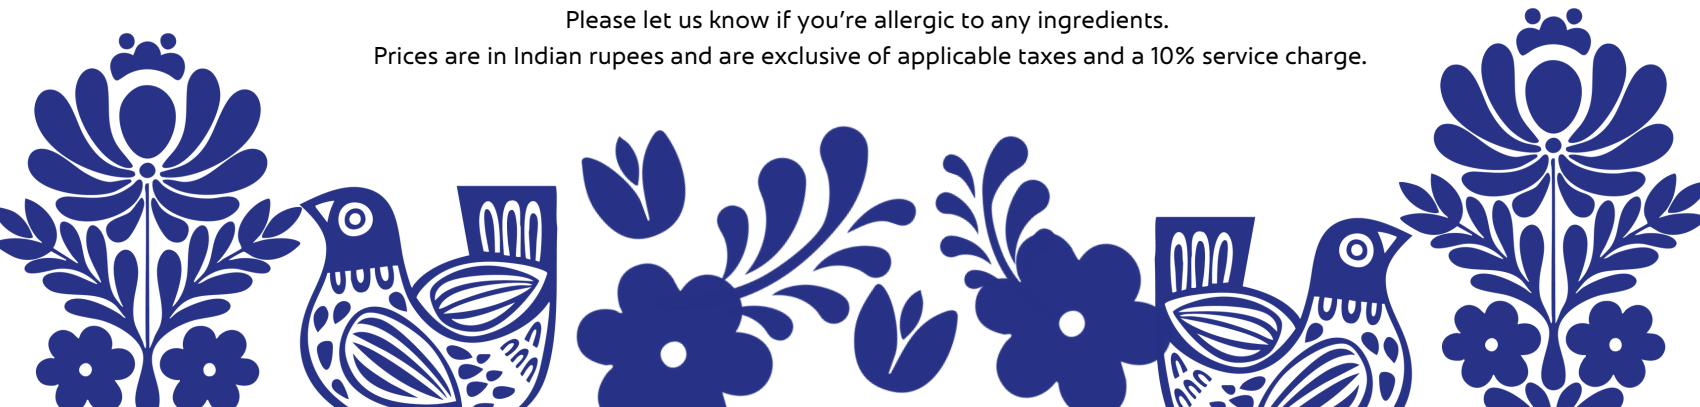 Please let us know if you’re allergic to any ingredients.
Prices are in Indian rupees and are exclusive of applicable taxes and a 10% service charge.